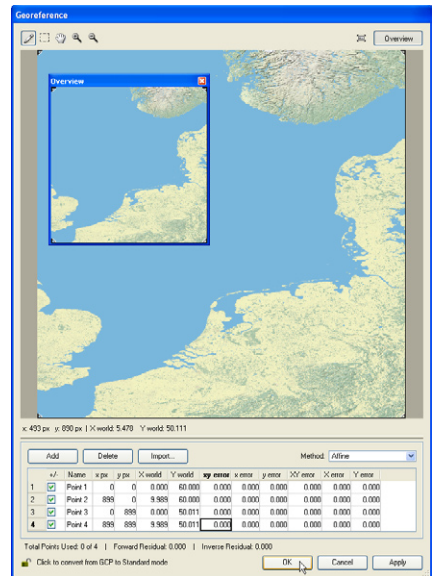 Georeference
Overview
Overview
x: 493 px y: 890 px | X world: 5.478 Y world: 50.111
Add Delete Import... Method: Affine
+/- Name x px y px X world Y world xy error x error y error XY error X error Y error
1 Point 1 0 0 0.000 60.000 0.000 0.000 0.000 0.000 0.000 0.000
2 Point 2 899 0 9.989 60.000 0.000 0.000 0.000 0.000 0.000 0.000
3 Point 3 0 899 0.000 50.011 0.000 0.000 0.000 0.000 0.000 0.000
4 Point 4 899 899 9.989 50.011 0.000 0.000 0.000 0.000 0.000 0.000
Total Points Used: 0 of 4 | Forward Residual: 0.000 | Inverse Residual: 0.000
Click to convert from GCP to Standard mode OK Cancel Apply